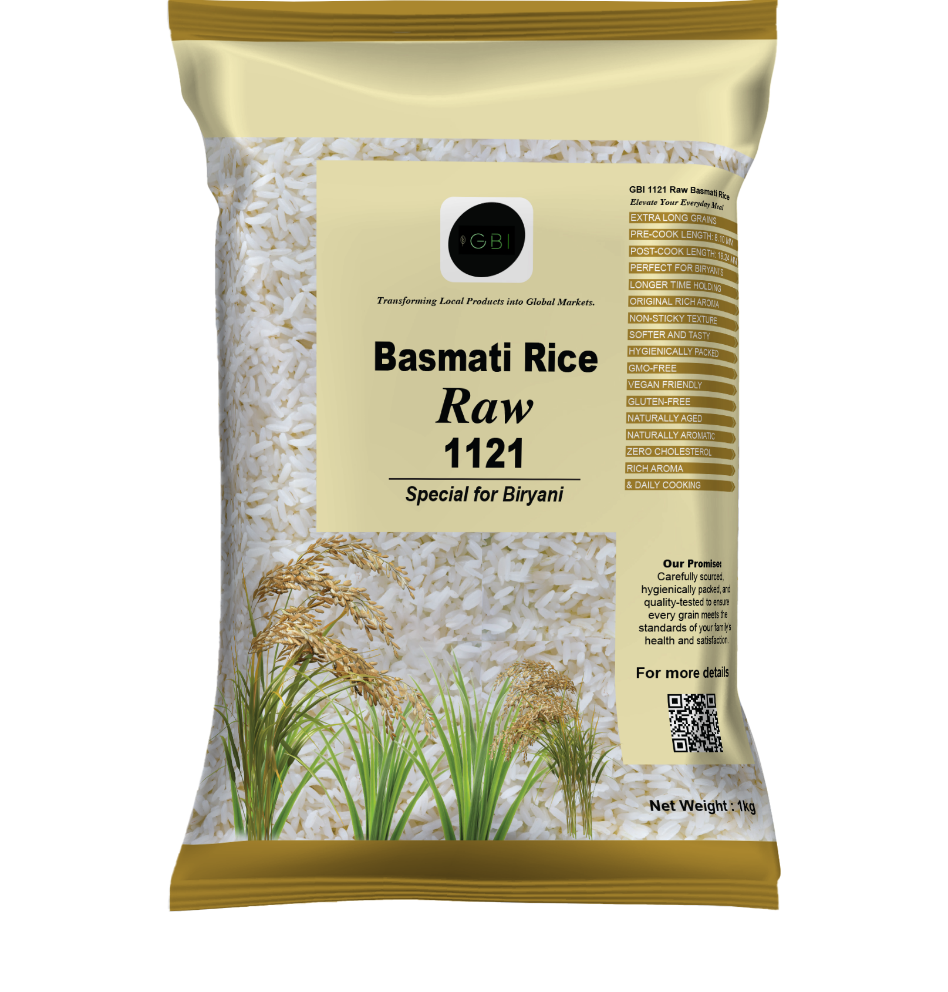 GBI
Transforming Local Products into Global Markets.
Basmati Rice
Raw
1121
Special for Biryani
GBI 1121 Raw Basmati Rice
Elevate Your Everyday Meal
EXTRA LONG GRAINS
PRE-COOK LENGTH: 8.10 MM
POST-COOK LENGTH: 18.24 MM
PERFECT FOR BIRYANI'S
LONGER TIME HOLDING
ORIGINAL RICH AROMA
NON-STICKY TEXTURE
SOFTER AND TASTY
HYGIENICALLY PACKED
GMO-FREE
VEGAN FRIENDLY
GLUTEN-FREE
NATURALLY AGED
NATURALLY AROMATIC
ZERO CHOLESTEROL
RICH AROMA
& DAILY COOKING
Our Promise:
Carefully sourced,
hygienically packed, and
quality-tested to ensure
every grain meets the
standards of your family's
health and satisfaction.
For more details
Net Weight : 1kg